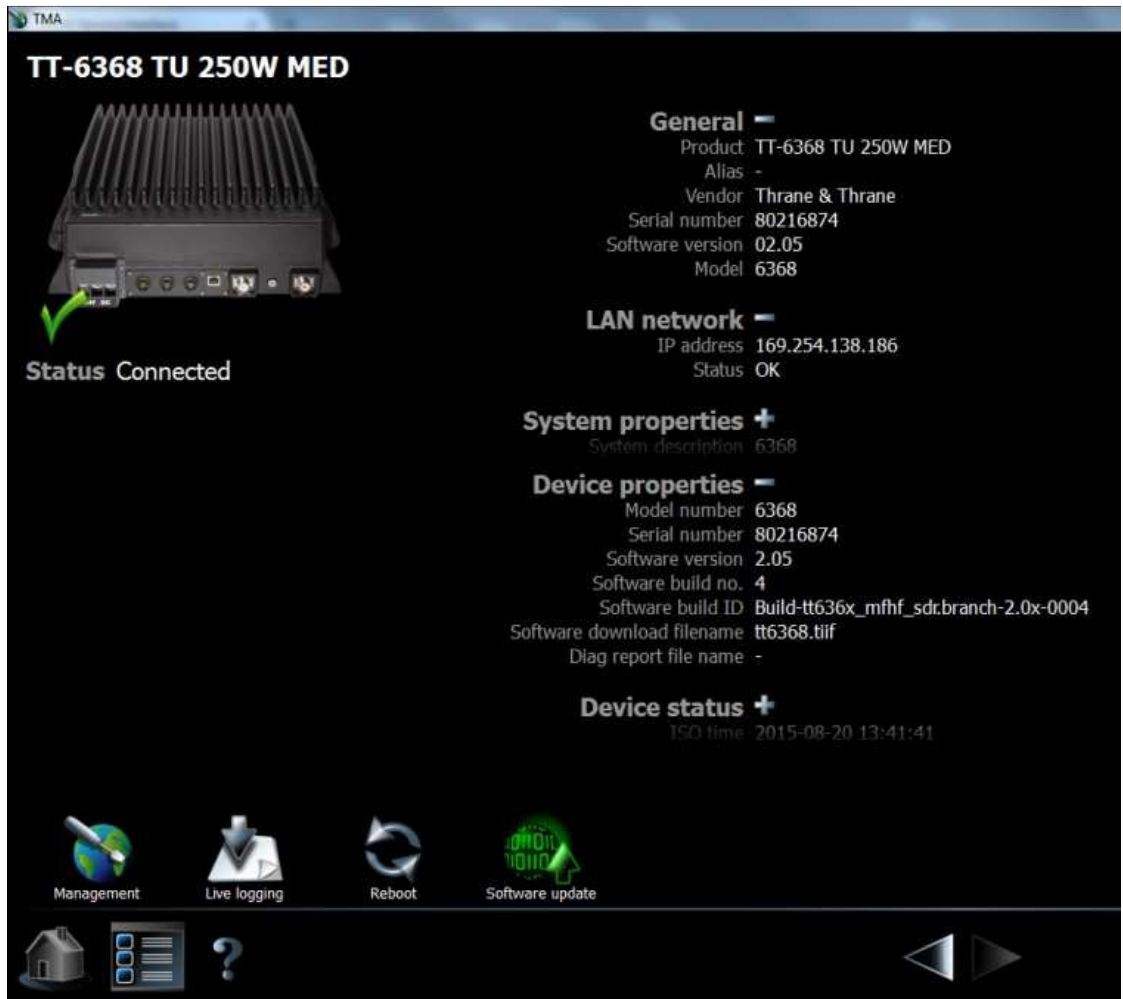 TMA
TT-6368 TU 250W MED
Status Connected
General
Product TT-6368 TU 250W MED
Alias -
Vendor Thrane & Thrane
Serial number 80216874
Software version 02.05
Model 6368
LAN network
IP address 169.254.138.186
Status OK
System properties
System description 6368
Device properties
Model number 6368
Serial number 80216874
Software version 2.05
Software build no. 4
Software build ID Build-tt636x_mfhf_sdr.branch-2.0x-0004
Software download filename tt6368.tiif
Diag report file name -
Device status
ISO time 2015-08-20 13:41:41
Management Live logging Reboot Software update
?